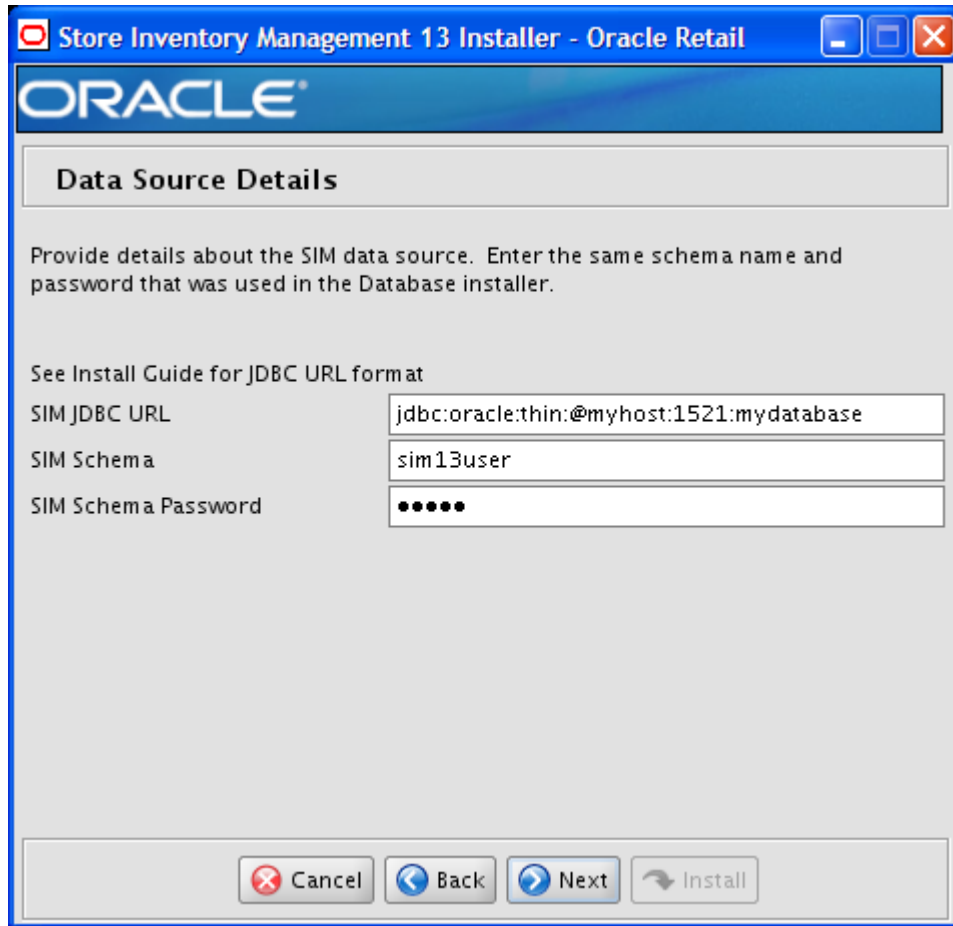 Store Inventory Management 13 Installer - Oracle Retail
ORACLE®
Data Source Details
Provide details about the SIM data source. Enter the same schema name and
password that was used in the Database installer.
See Install Guide for JDBC URL format
SIM JDBC URL jdbc:oracle:thin:@myhost:1521:mydatabase
SIM Schema sim13user
SIM Schema Password •••••
Cancel Back Next Install